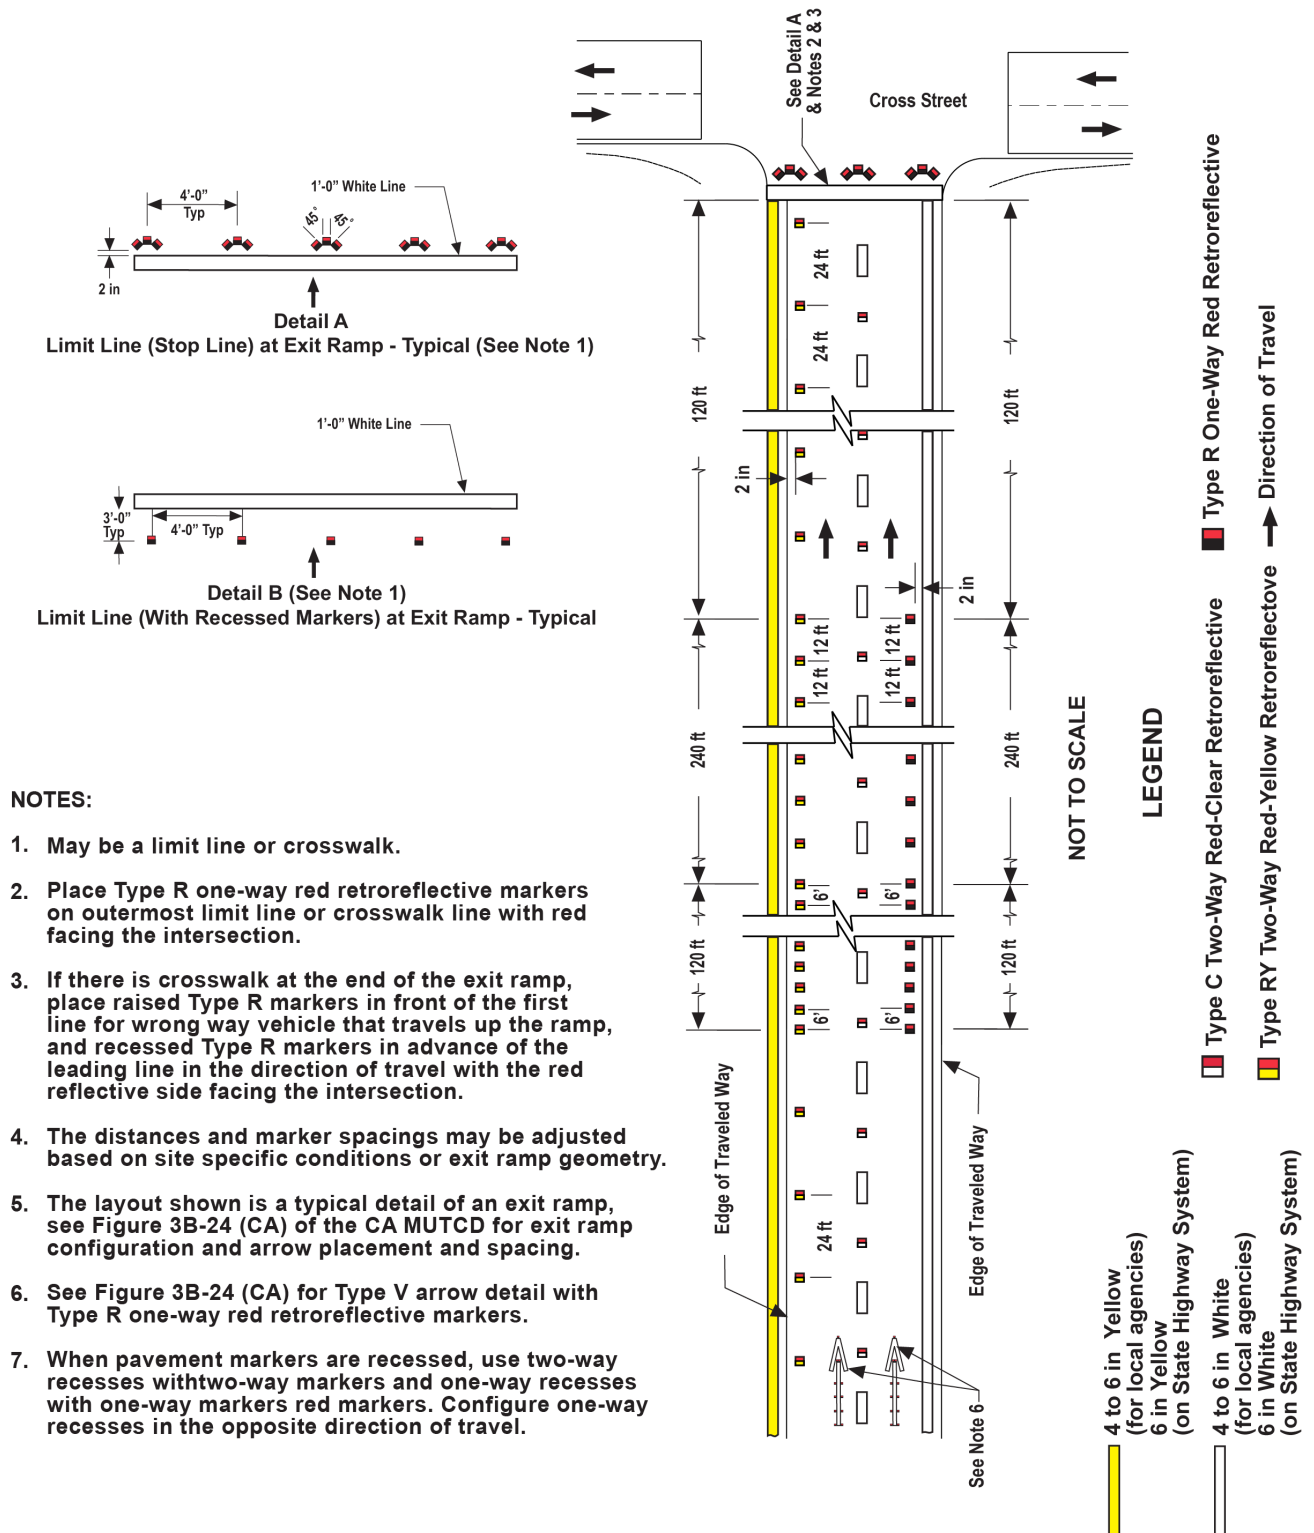 See Detail A
& Notes 2 & 3
Cross Street
4'-0"
Typ
1'-0" White Line
45°
45°
2 in
Detail A
Limit Line (Stop Line) at Exit Ramp - Typical (See Note 1)
1'-0" White Line
3'-0"
Typ
4'-0" Typ
Detail B (See Note 1)
Limit Line (With Recessed Markers) at Exit Ramp - Typical
24 ft
24 ft
120 ft
120 ft
2 in
2 in
12 ft
12 ft
12 ft
12 ft
240 ft
240 ft
6'
6'
120 ft
120 ft
6'
6'
Edge of Traveled Way
Edge of Traveled Way
24 ft
See Note 6
NOT TO SCALE
LEGEND
Type C Two-Way Red-Clear Retroreflective
Type R One-Way Red Retroreflective
Type RY Two-Way Red-Yellow Retroreflectove
Direction of Travel
4 to 6 in Yellow
(for local agencies)
6 in Yellow
(on State Highway System)
4 to 6 in White
(for local agencies)
6 in White
(on State Highway System)
NOTES:
1. May be a limit line or crosswalk.
2. Place Type R one-way red retroreflective markers
on outermost limit line or crosswalk line with red
facing the intersection.
3. If there is crosswalk at the end of the exit ramp,
place raised Type R markers in front of the first
line for wrong way vehicle that travels up the ramp,
and recessed Type R markers in advance of the
leading line in the direction of travel with the red
reflective side facing the intersection.
4. The distances and marker spacings may be adjusted
based on site specific conditions or exit ramp geometry.
5. The layout shown is a typical detail of an exit ramp,
see Figure 3B-24 (CA) of the CA MUTCD for exit ramp
configuration and arrow placement and spacing.
6. See Figure 3B-24 (CA) for Type V arrow detail with
Type R one-way red retroreflective markers.
7. When pavement markers are recessed, use two-way
recesses withtwo-way markers and one-way recesses
with one-way markers red markers. Configure one-way
recesses in the opposite direction of travel.